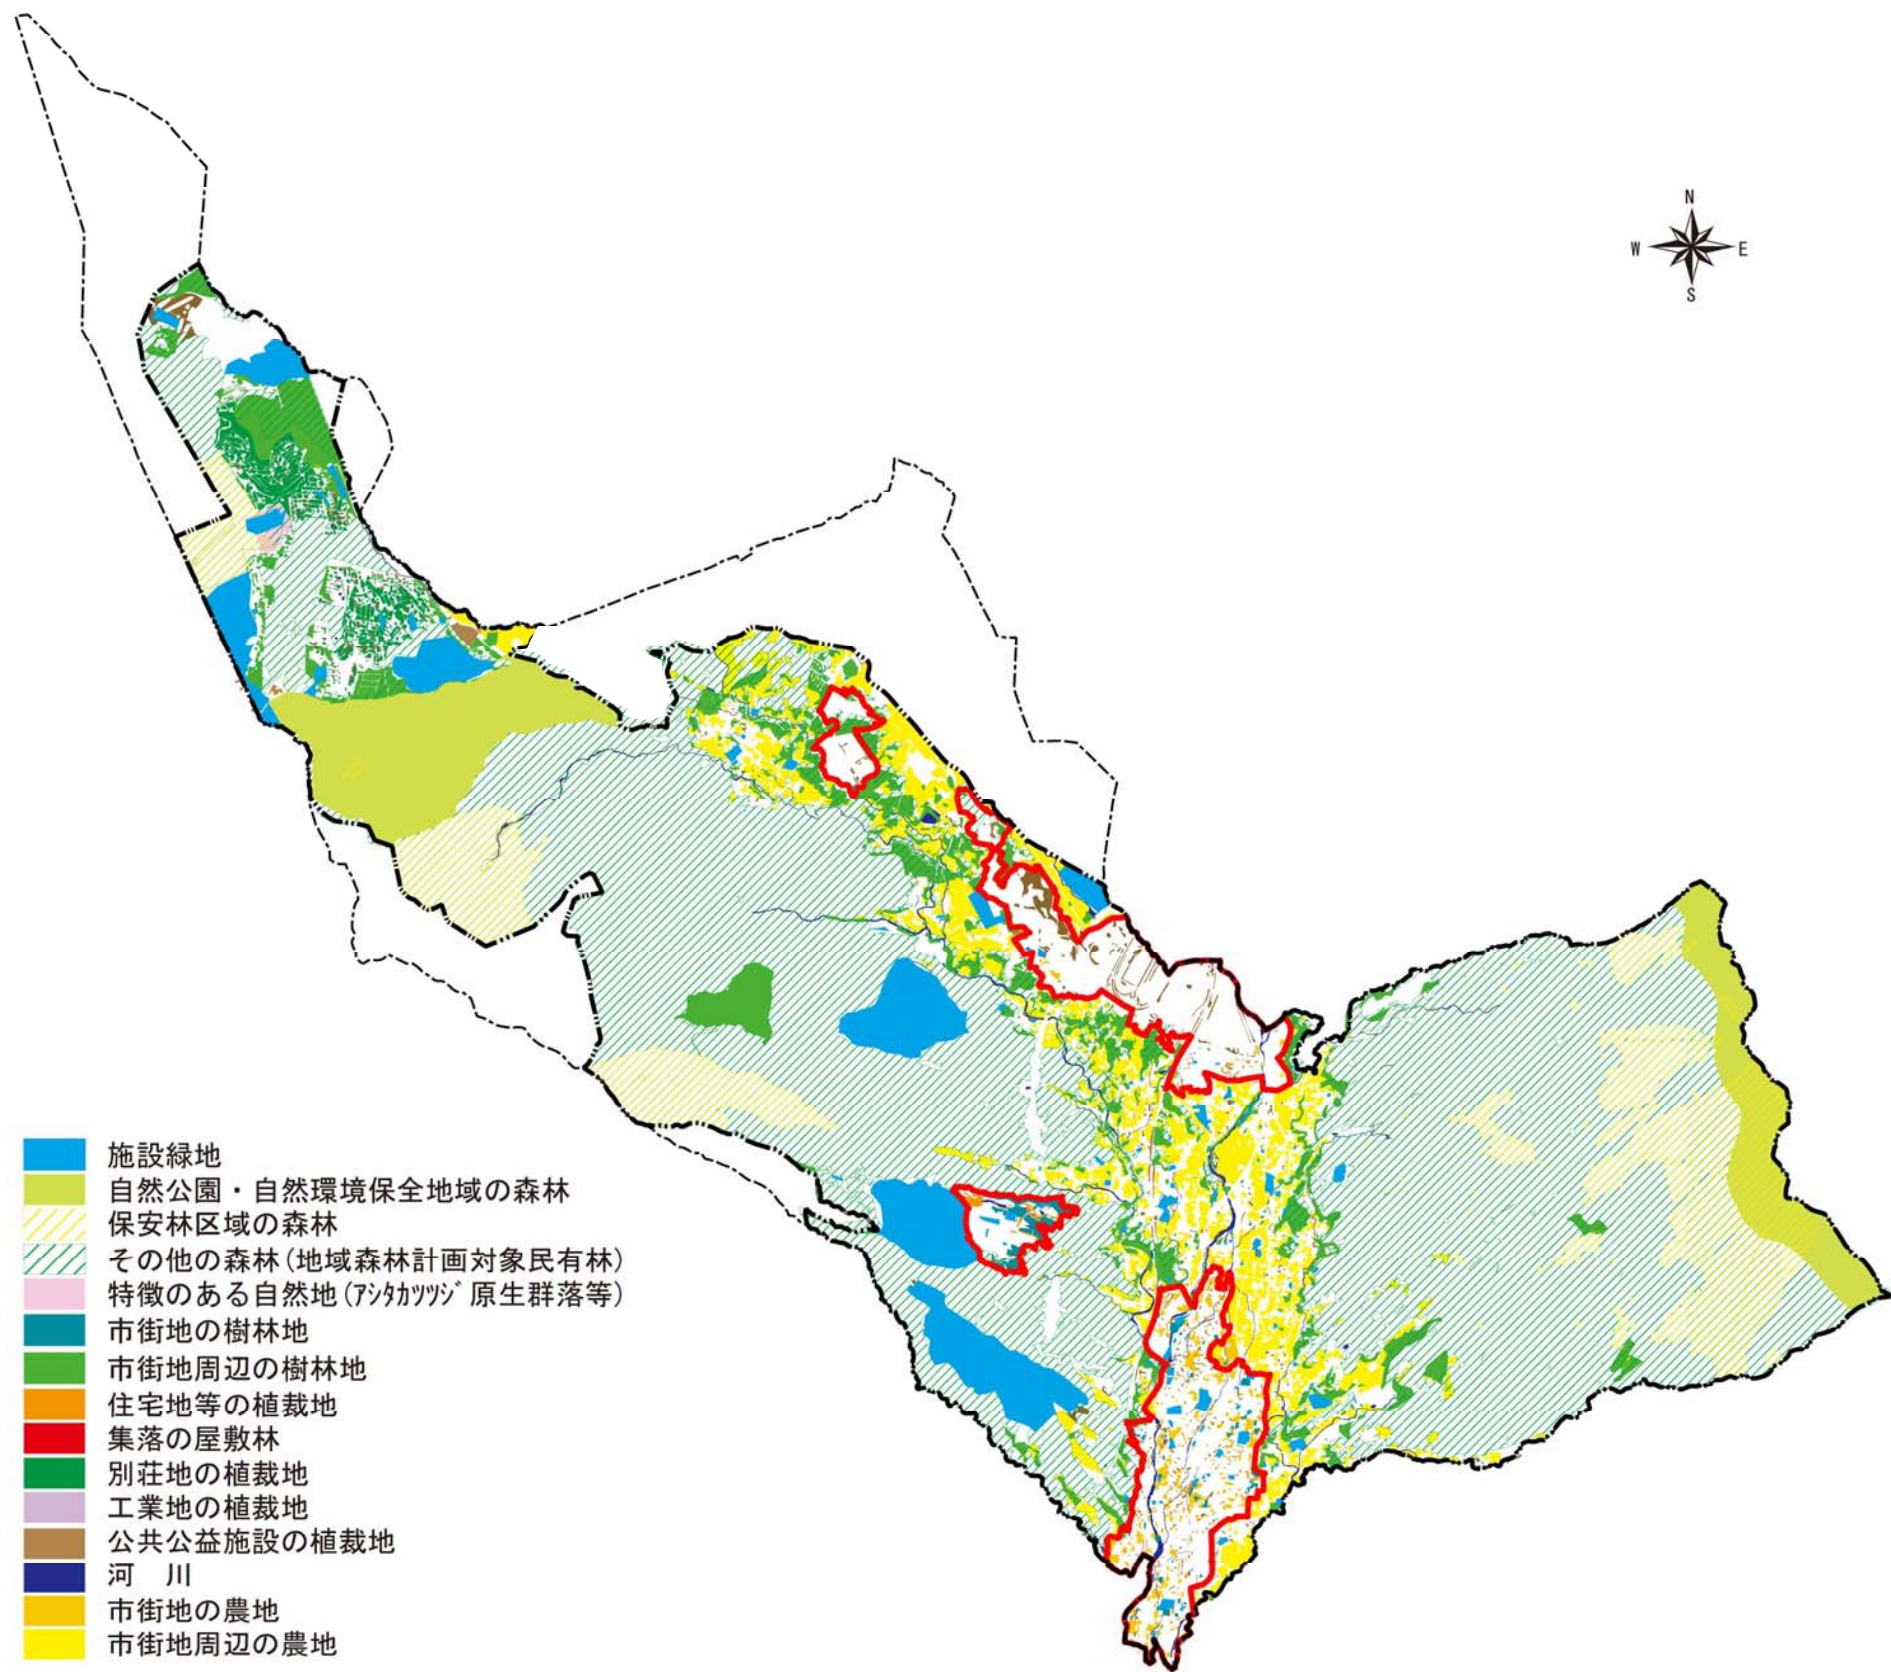 N
W E
S
施設緑地
自然公園・自然環境保全地域の森林
保安林区域の森林
その他の森林(地域森林計画対象民有林)
特徴のある自然地(アシタカツツジ原生群落等)
市街地の樹林地
市街地周辺の樹林地
住宅地等の植栽地
集落の屋敷林
別荘地の植栽地
工業地の植栽地
公共公益施設の植栽地
河　川
市街地の農地
市街地周辺の農地